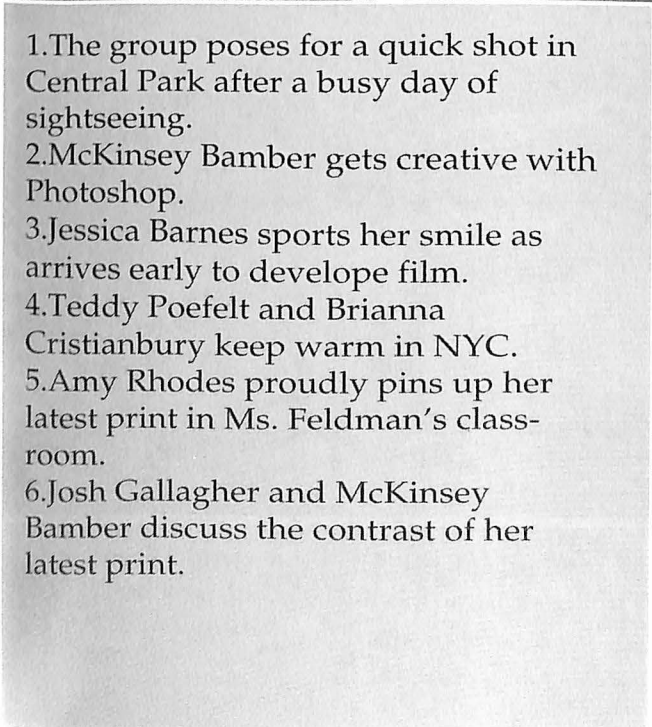 1.The group poses for a quick shot in
Central Park after a busy day of
sightseeing.
2.McKinsey Bamber gets creative with
Photoshop.
3.Jessica Barnes sports her smile as
arrives early to develope film.
4.Teddy Poefelt and Brianna
Cristianbury keep warm in NYC.
5.Amy Rhodes proudly pins up her
latest print in Ms. Feldman's class-
room.
6.Josh Gallagher and McKinsey
Bamber discuss the contrast of her
latest print.